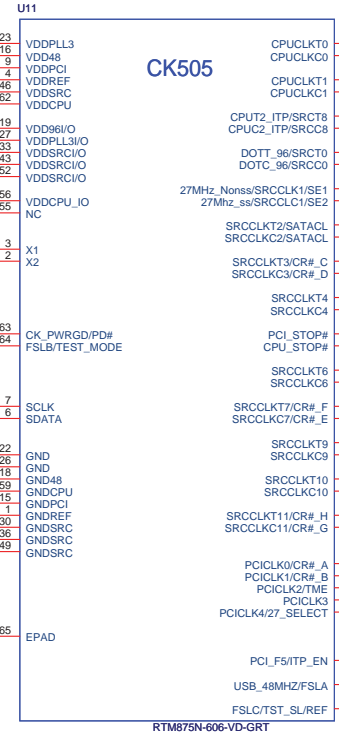 U11
CK505
23 VDDPLL3
16 VDD48
9 VDDPCI
4 VDDREF
46 VDDSRC
62 VDDCPU
19 VDD96I/O
27 VDDPLL3I/O
33 VDDSRCI/O
43 VDDSRCI/O
52 VDDSRCI/O
56 VDDCPU_IO
55 NC
3 X1
2 X2
63 CK_PWRGD/PD#
64 FSLB/TEST_MODE
7 SCLK
6 SDATA
22 GND
26 GND
18 GND48
59 GNDCPU
15 GNDPCI
1 GNDREF
30 GNDSRC
36 GNDSRC
49 GNDSRC
65 EPAD
CPUCLKT0
CPUCLKC0
CPUCLKT1
CPUCLKC1
CPUT2_ITP/SRCT8
CPUC2_ITP/SRCC8
DOTT_96/SRCT0
DOTC_96/SRCC0
27MHz_Nonss/SRCCLK1/SE1
27Mhz_ss/SRCCLC1/SE2
SRCCLKT2/SATACL
SRCCLKC2/SATACL
SRCCLKT3/CR#_C
SRCCLKC3/CR#_D
SRCCLKT4
SRCCLKC4
PCI_STOP#
CPU_STOP#
SRCCLKT6
SRCCLKC6
SRCCLKT7/CR#_F
SRCCLKC7/CR#_E
SRCCLKT9
SRCCLKC9
SRCCLKT10
SRCCLKC10
SRCCLKT11/CR#_H
SRCCLKC11/CR#_G
PCICLK0/CR#_A
PCICLK1/CR#_B
PCICLK2/TME
PCICLK3
PCICLK4/27_SELECT
PCI_F5/ITP_EN
USB_48MHZ/FSLA
FSLC/TST_SL/REF
RTM875N-606-VD-GRT